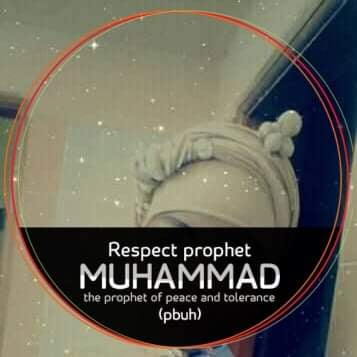 Respect prophet
MUHAMMAD
the prophet of peace and tolerance
(pbuh)